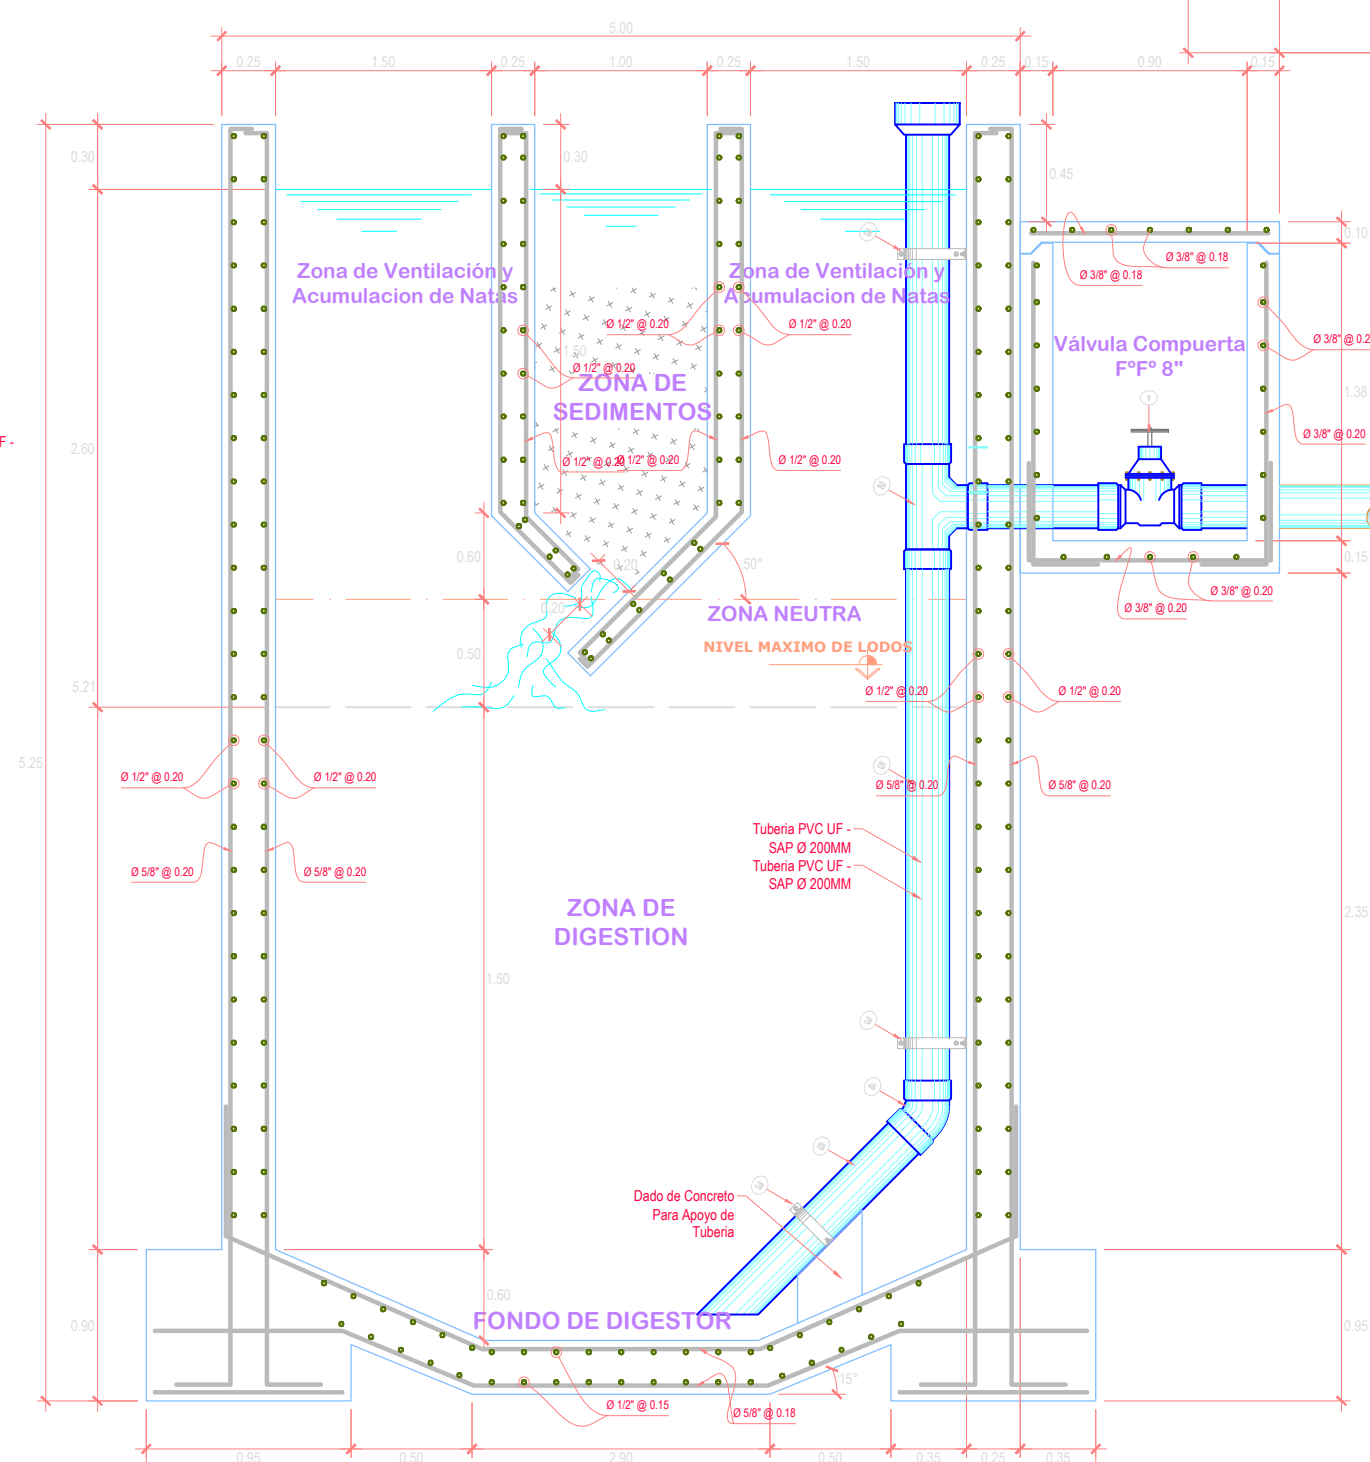 5.00
0.25 1.50 0.25 1.00 0.25 1.50 0.25 0.15 0.90 0.15
0.30
0.30
0.45
0.10
Zona de Ventilación y
Acumulacion de Natas
Zona de Ventilación y
Acumulacion de Natas
Ø 3/8" @ 0.18
Ø 3/8" @ 0.18
Ø 1/2" @ 0.20
Ø 1/2" @ 0.20
Ø 3/8" @ 0.2
1.50
Ø 1/2" @ 0.20
Válvula Compuerta
FºFº 8"
ZONA DE
SEDIMENTOS
1.38
1
F -
2.60
Ø 3/8" @ 0.20
Ø 1/2" @ 0.20
Ø 1/2" @ 0.20
Ø 1/2" @ 0.20
0.60
0.20
50°
0.15
Ø 3/8" @ 0.20
Ø 3/8" @ 0.20
0.20
ZONA NEUTRA
NIVEL MAXIMO DE LODOS
0.50
5.21
Ø 1/2" @ 0.20
Ø 1/2" @ 0.20
5.25
Ø 1/2" @ 0.20
Ø 1/2" @ 0.20
Ø 5/8" @ 0.20
Ø 5/8" @ 0.20
Tuberia PVC UF -
SAP Ø 200MM
Tuberia PVC UF -
SAP Ø 200MM
Ø 5/8" @ 0.20
Ø 5/8" @ 0.20
ZONA DE
DIGESTION
2.35
1.50
Dado de Concreto
Para Apoyo de
Tuberia
0.60
FONDO DE DIGESTOR
0.90
0.95
15°
Ø 1/2" @ 0.15
Ø 5/8" @ 0.18
0.95 0.50 2.90 0.50 0.35 0.25 0.35